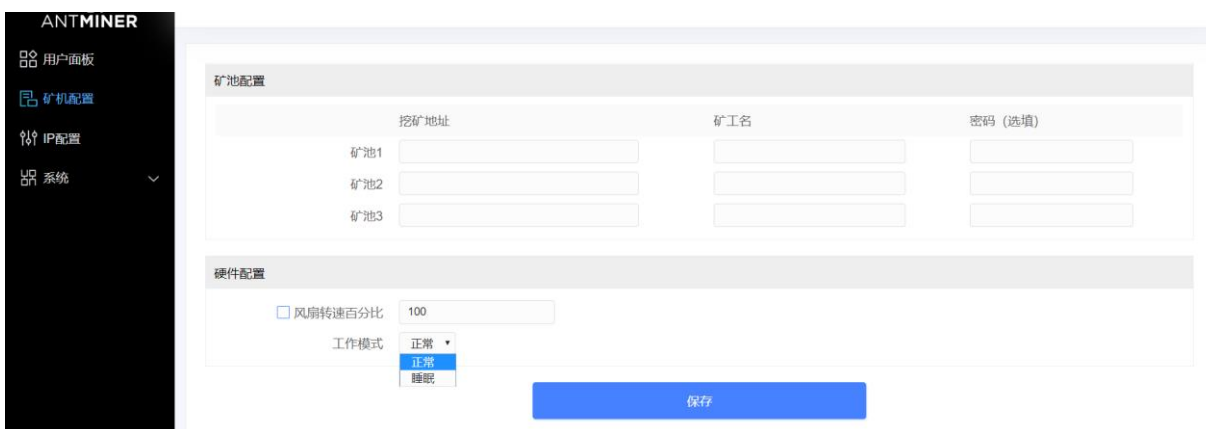 ANTMINER
用户面板
矿机配置
IP配置
系统
矿池配置
挖矿地址 矿工名 密码 (选填)
矿池1
矿池2
矿池3
硬件配置
风扇转速百分比 100
工作模式 正常
正常
睡眠
保存